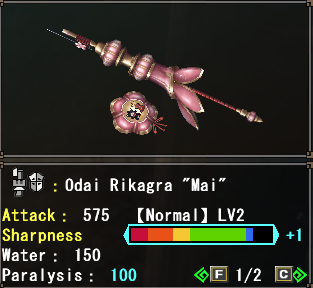 : Odai Rikagra "Mai"
Attack : 575 【Normal】LV2
Sharpness +1
Water : 150
Paralysis : 100 F 1/2 C